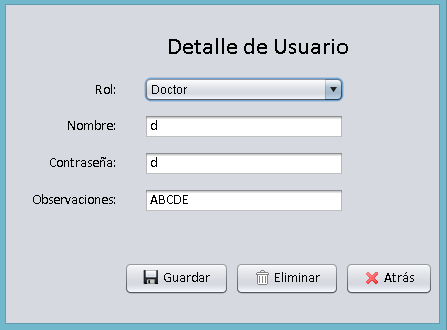 Detalle de Usuario
Rol: Doctor
Nombre: d
Contraseña: d
Observaciones: ABCDE
Guardar Eliminar Atrás